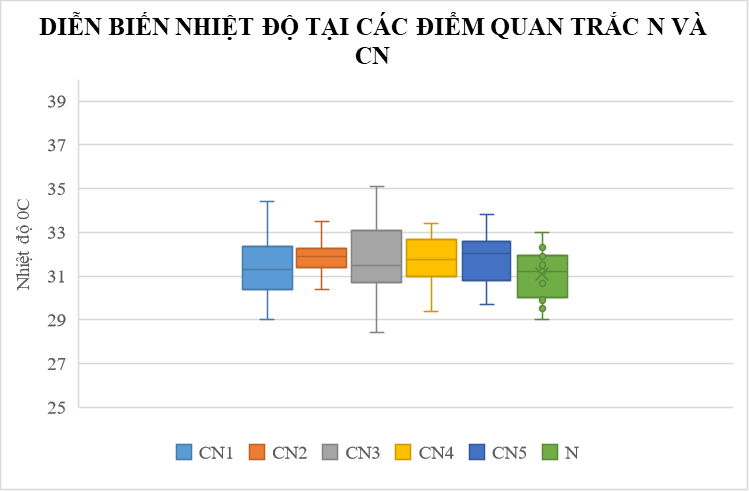 DIỄN BIẾN NHIỆT ĐỘ TẠI CÁC ĐIỂM QUAN TRẮC N VÀ
CN
39
37
35
33
31
29
27
25
Nhiệt độ 0C
CN1 CN2 CN3 CN4 CN5 N